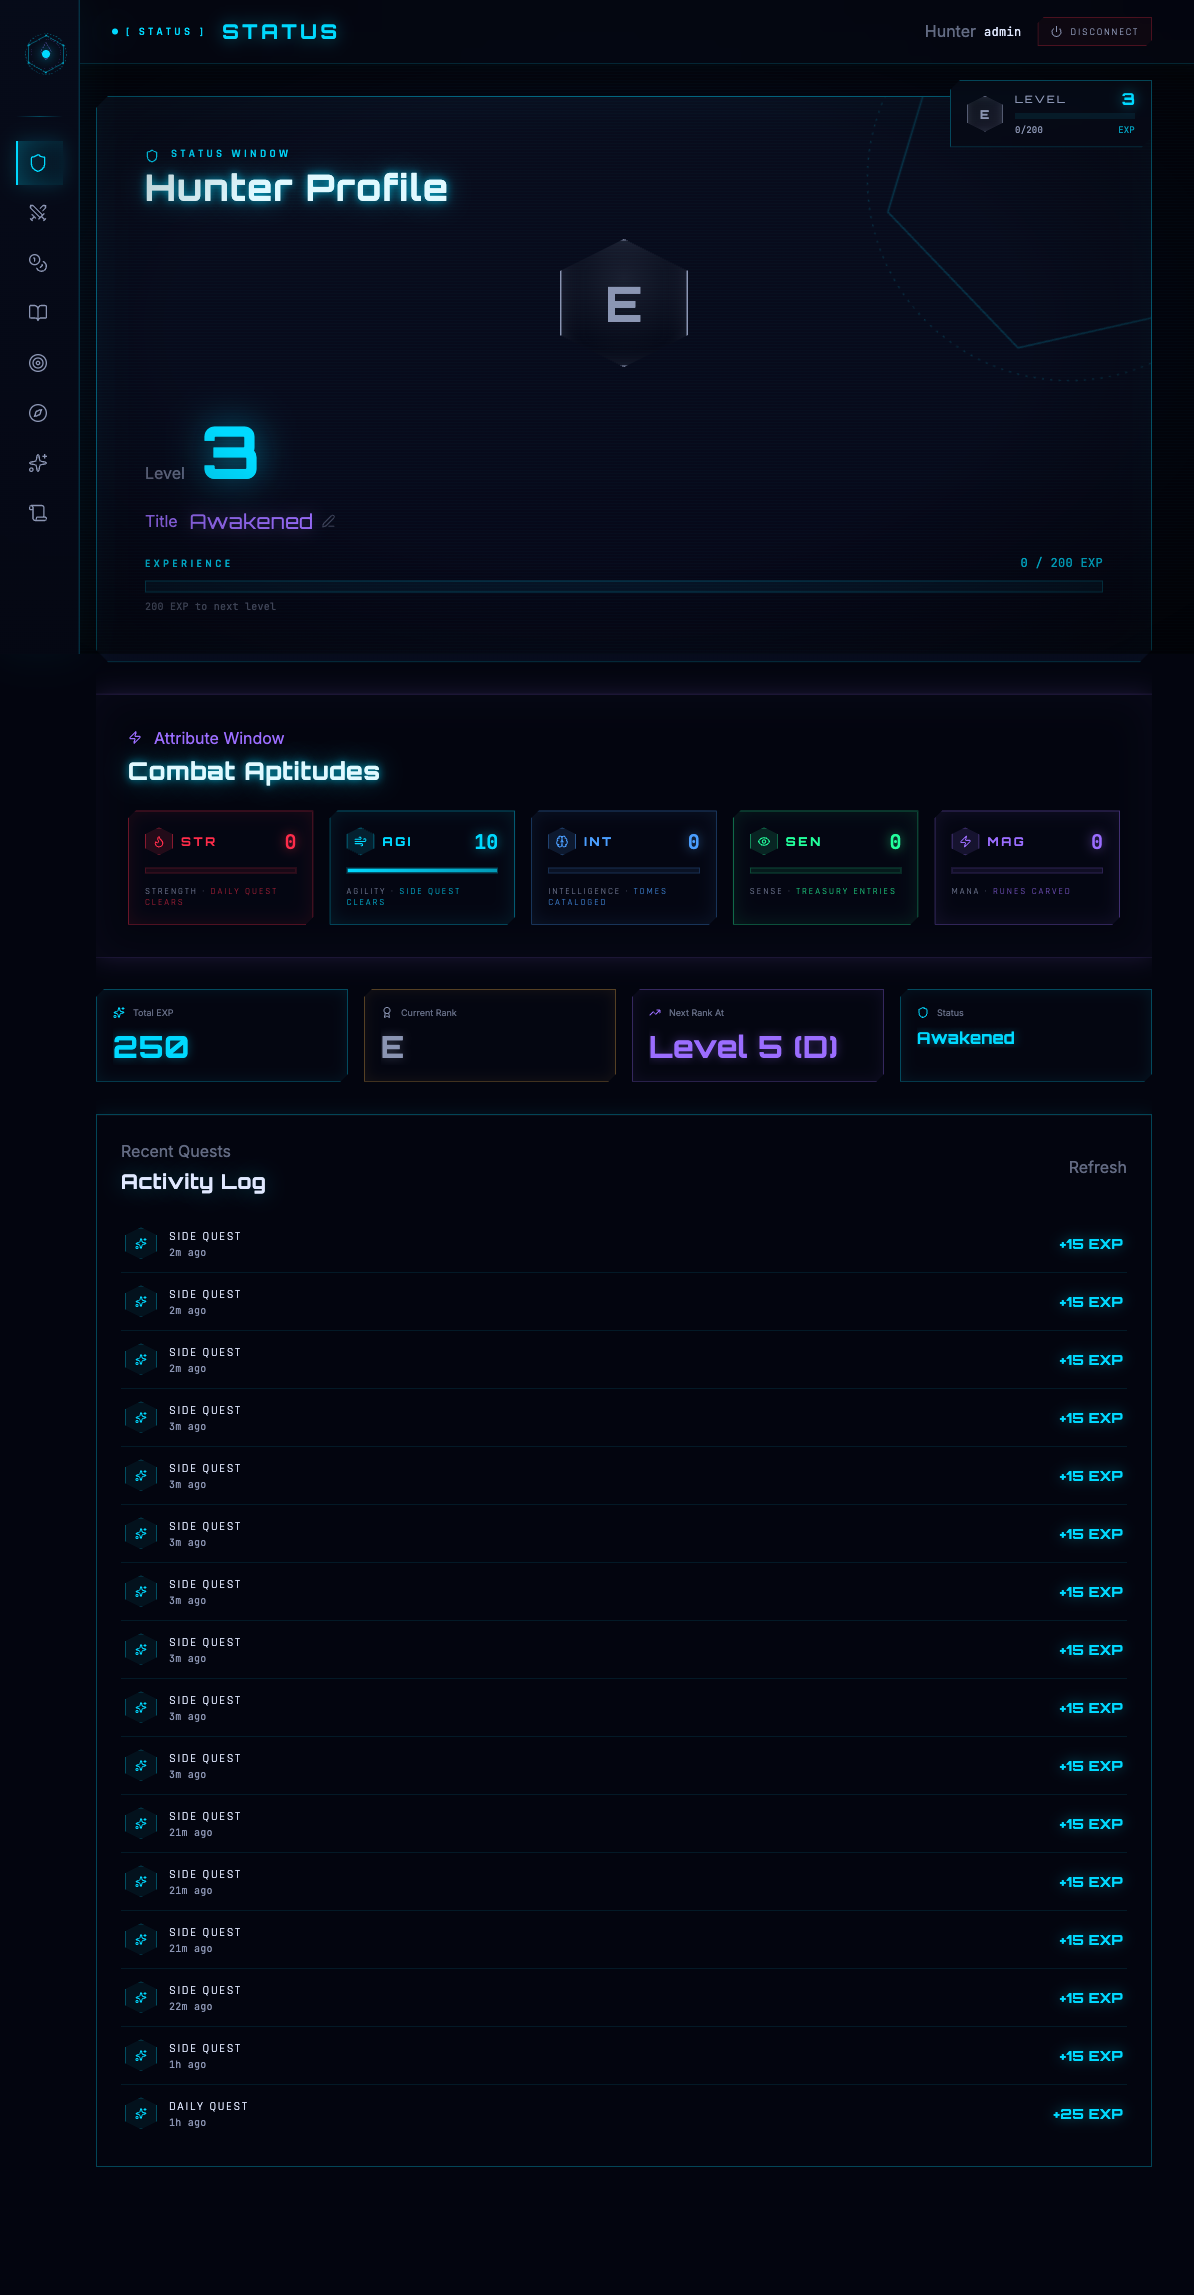 [ STATUS ] STATUS
Hunter admin DISCONNECT
E LEVEL 3
0/200 EXP
STATUS WINDOW
Hunter Profile
E
Level 3
Title Awakened
EXPERIENCE 0 / 200 EXP
200 EXP to next level
Attribute Window
Combat Aptitudes
STR 0
STRENGTH · DAILY QUEST
CLEARS
AGI 10
AGILITY · SIDE QUEST
CLEARS
INT 0
INTELLIGENCE · TOMES
CATALOGED
SEN 0
SENSE · TREASURY ENTRIES
MAG 0
MANA · RUNES CARVED
Total EXP
250
Current Rank
E
Next Rank At
Level 5 (D)
Status
Awakened
Recent Quests
Activity Log
Refresh
SIDE QUEST
2m ago
+15 EXP
SIDE QUEST
2m ago
+15 EXP
SIDE QUEST
2m ago
+15 EXP
SIDE QUEST
3m ago
+15 EXP
SIDE QUEST
3m ago
+15 EXP
SIDE QUEST
3m ago
+15 EXP
SIDE QUEST
3m ago
+15 EXP
SIDE QUEST
3m ago
+15 EXP
SIDE QUEST
3m ago
+15 EXP
SIDE QUEST
3m ago
+15 EXP
SIDE QUEST
21m ago
+15 EXP
SIDE QUEST
21m ago
+15 EXP
SIDE QUEST
21m ago
+15 EXP
SIDE QUEST
22m ago
+15 EXP
SIDE QUEST
1h ago
+15 EXP
DAILY QUEST
1h ago
+25 EXP